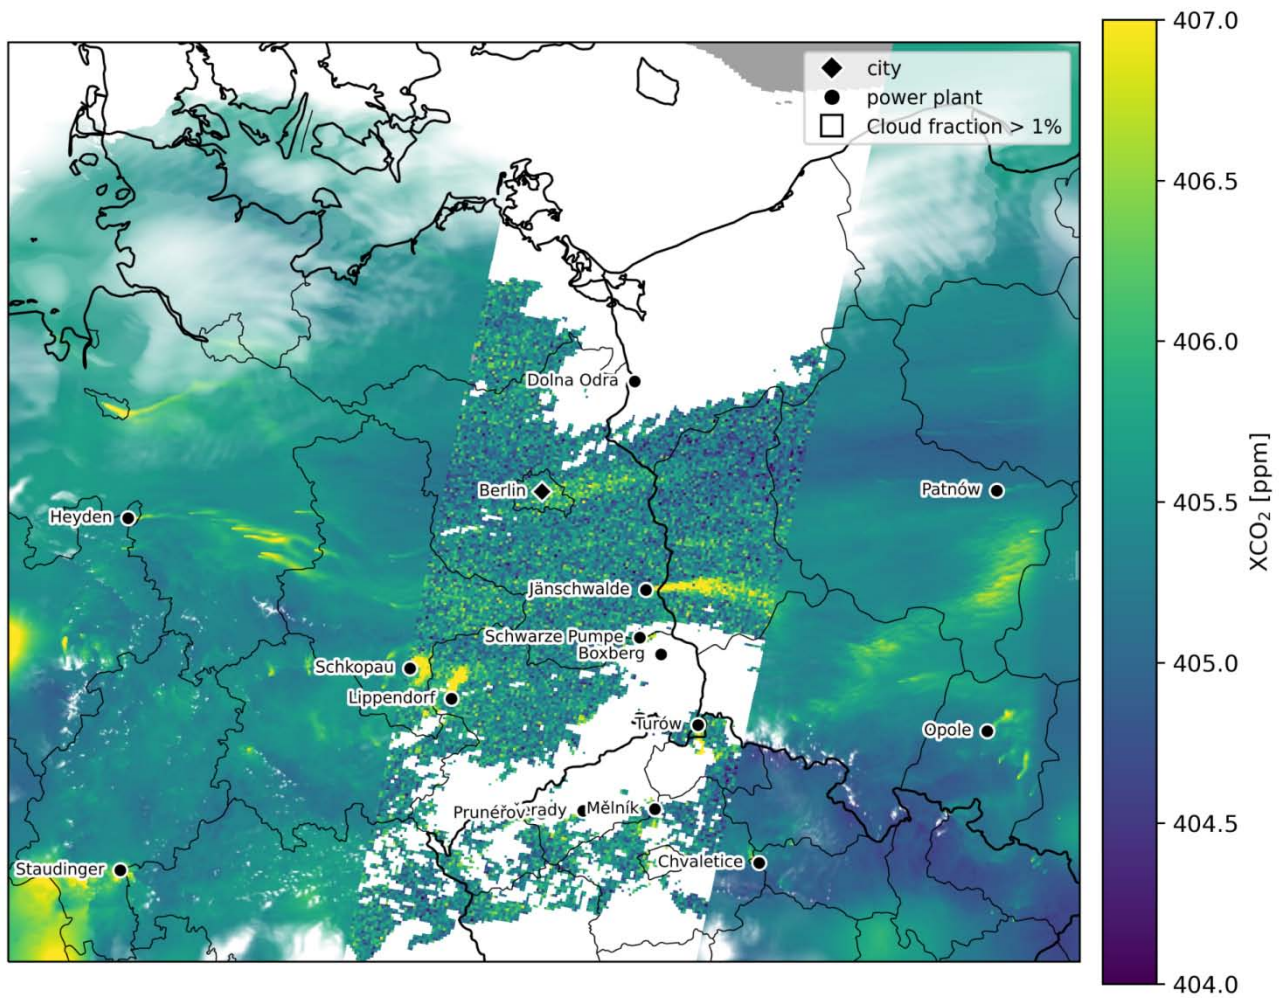 city
power plant
Cloud fraction > 1%
Dolna Odra
Berlin
Patnów
Heyden
Jänschwalde
Schwarze Pumpe
Boxberg
Schkopau
Lippendorf
Turów
Opole
Prunéřov
rady
Mělník
Chvaletice
Staudinger
407.0
406.5
406.0
405.5
405.0
404.5
404.0
XCO₂ [ppm]